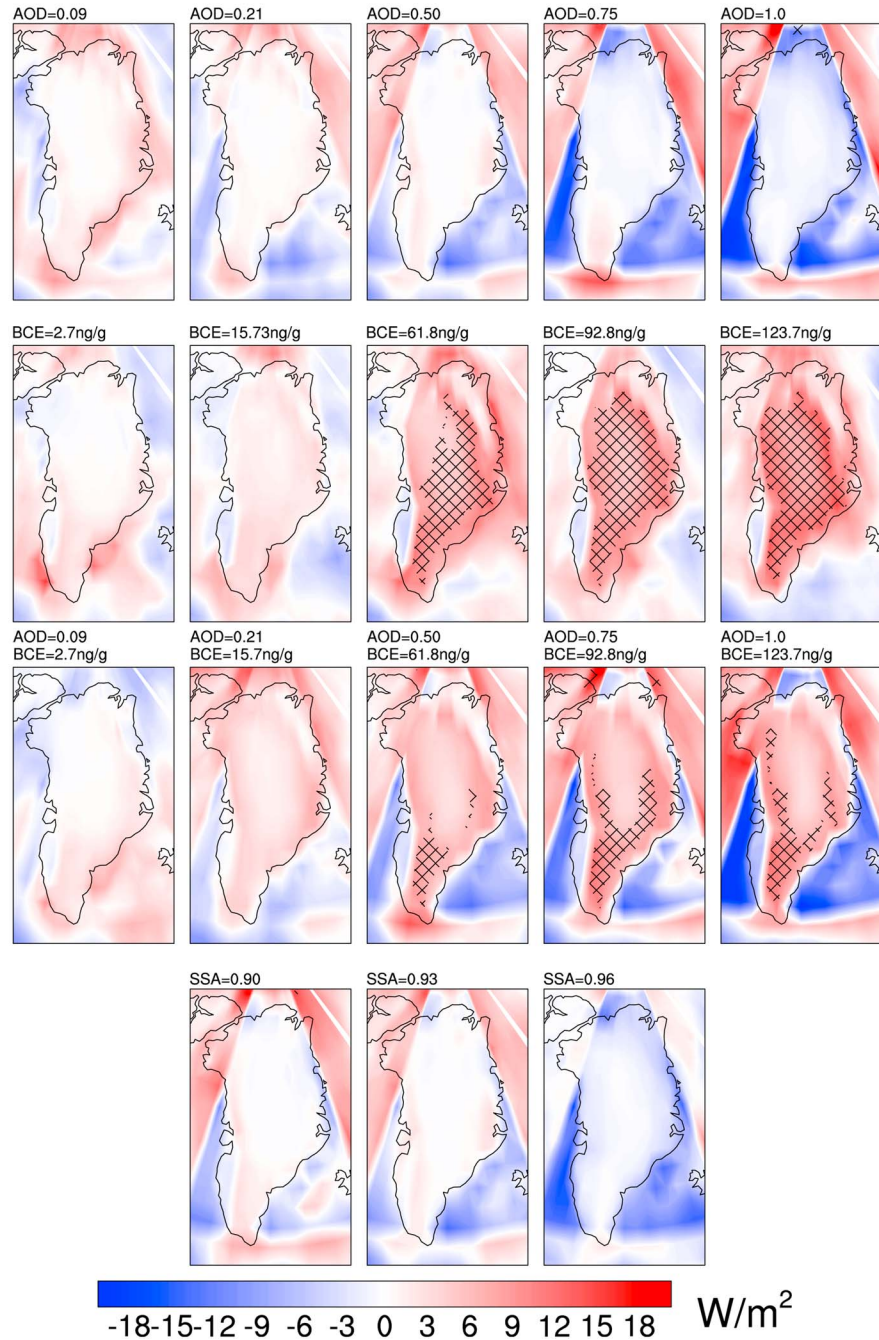 AOD=0.09 AOD=0.21 AOD=0.50 AOD=0.75 AOD=1.0
BCE=2.7ng/g BCE=15.73ng/g BCE=61.8ng/g BCE=92.8ng/g BCE=123.7ng/g
AOD=0.09 AOD=0.21 AOD=0.50 AOD=0.75 AOD=1.0
BCE=2.7ng/g BCE=15.7ng/g BCE=61.8ng/g BCE=92.8ng/g BCE=123.7ng/g
SSA=0.90 SSA=0.93 SSA=0.96
-18 -15 -12 -9 -6 -3 0 3 6 9 12 15 18 W/m²